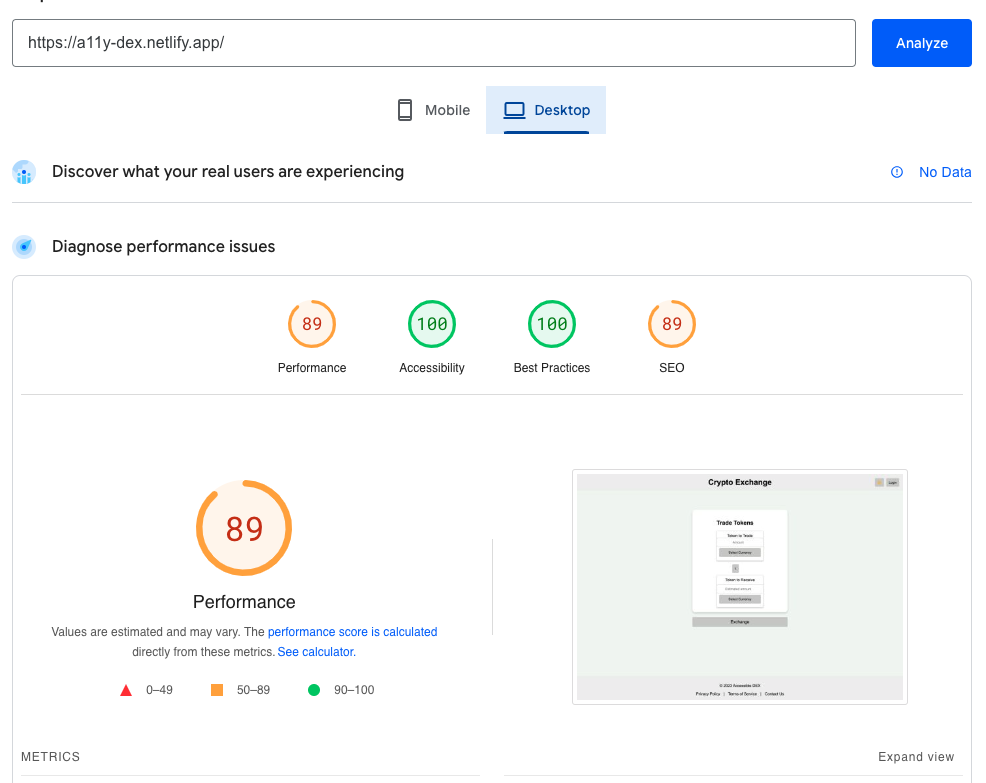 https://a11y-dex.netlify.app/
Analyze
Mobile
Desktop
Discover what your real users are experiencing
No Data
Diagnose performance issues
89
100
100
89
Performance
Accessibility
Best Practices
SEO
89
Performance
Values are estimated and may vary. The performance score is calculated
directly from these metrics. See calculator.
0–49
50–89
90–100
Crypto Exchange
Login
Trade Tokens
Token to Trade
Amount
Select Currency
Token to Receive
Select Currency
Exchange
© 2023 Accessible DEX
Privacy Policy | Terms of Service | Contact Us
METRICS
Expand view